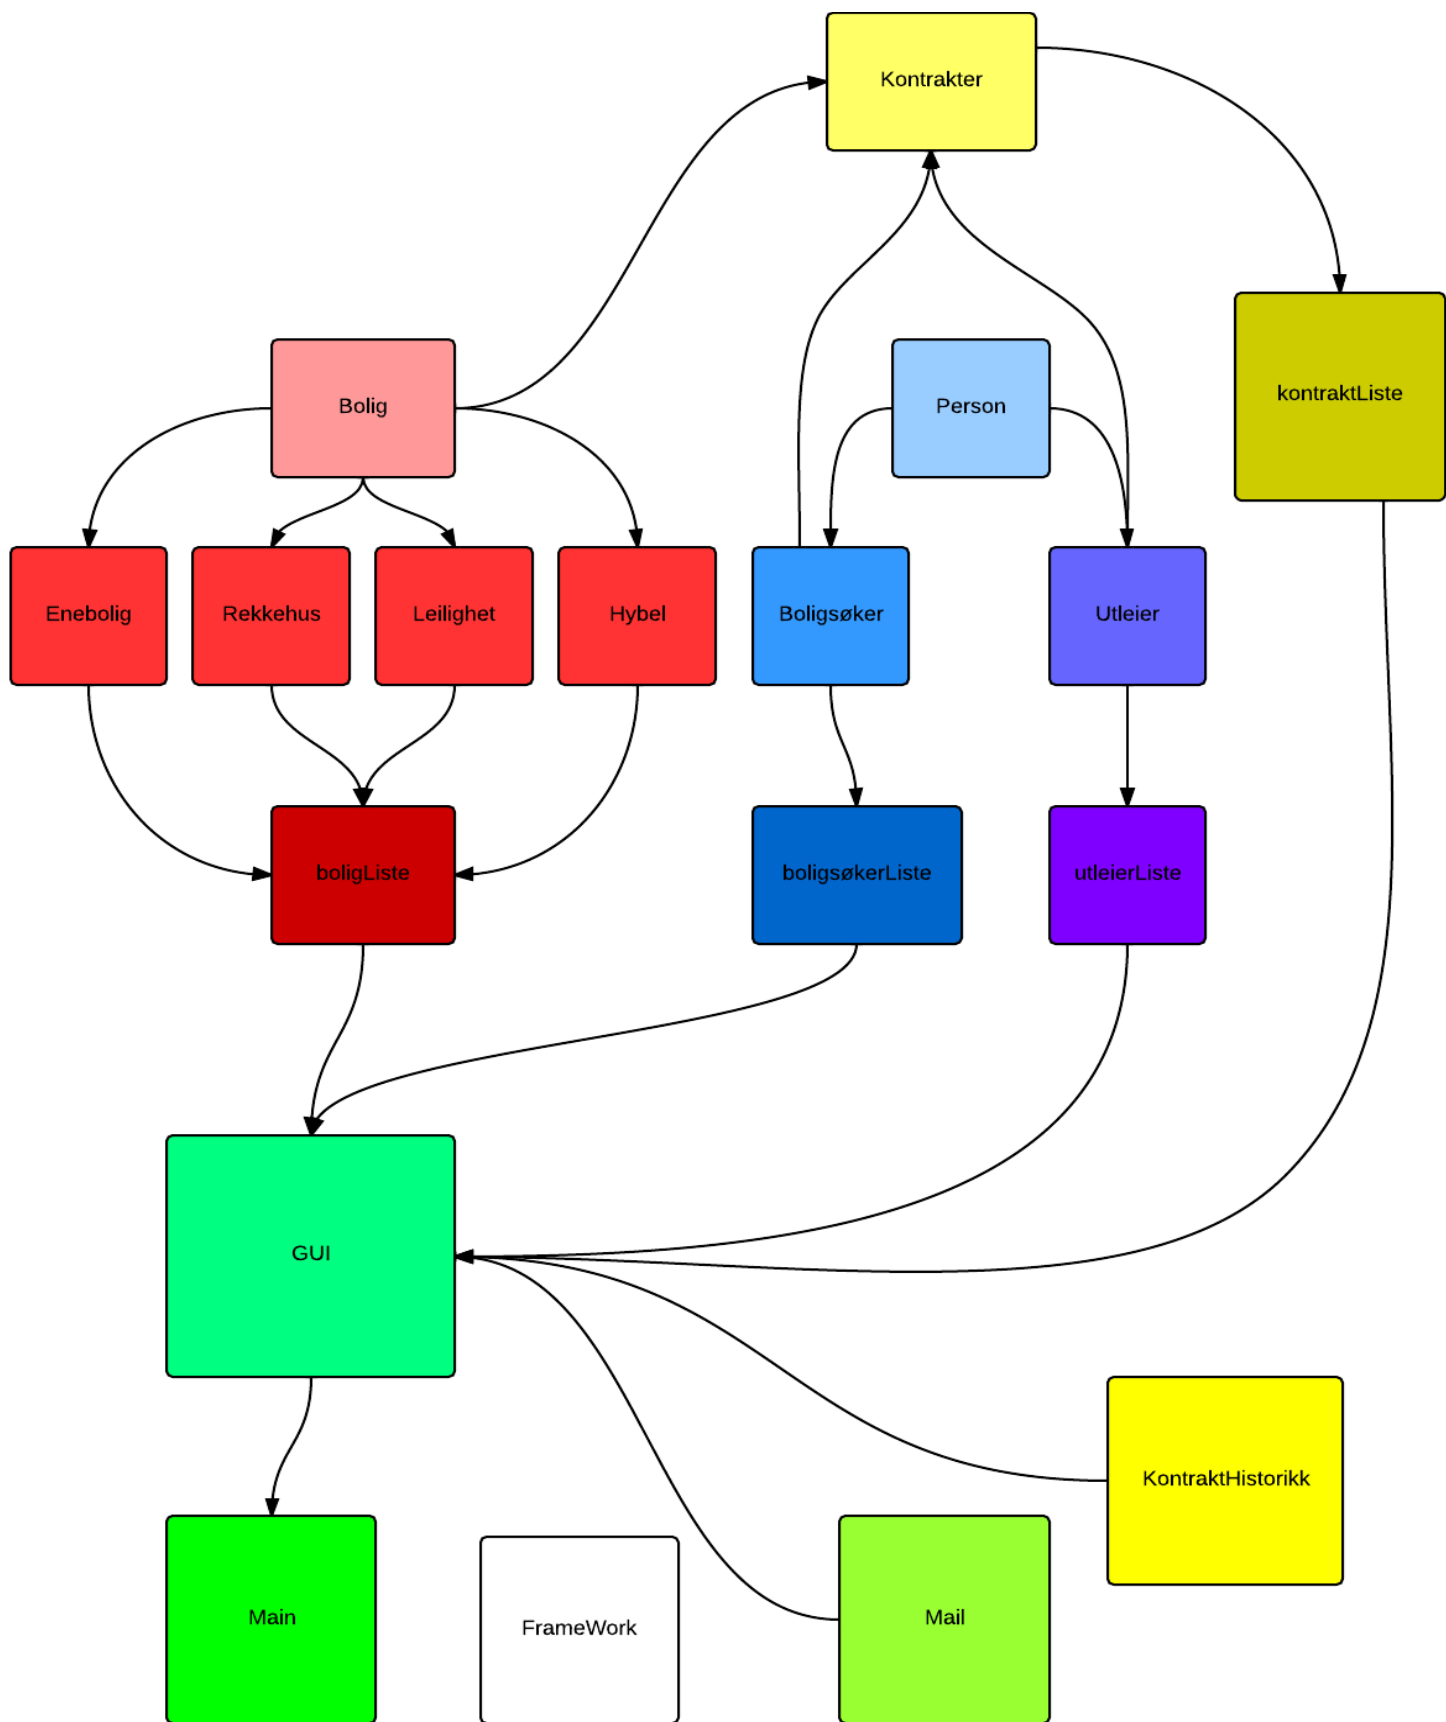 Kontrakter
Bolig
Person
kontraktListe
Enebolig
Rekkehus
Leilighet
Hybel
Boligsøker
Utleier
boligListe
boligsøkerListe
utleierListe
GUI
KontraktHistorikk
Main
FrameWork
Mail